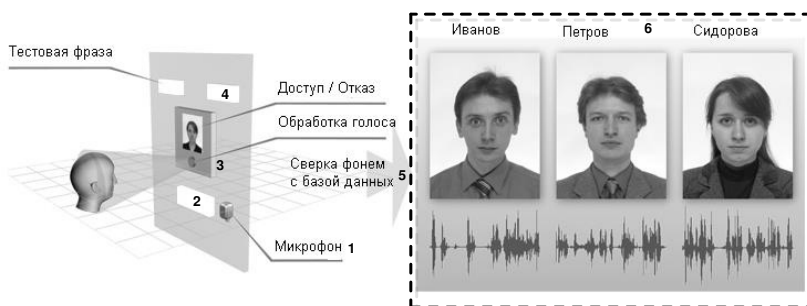 Тестовая фраза
4
Доступ / Отказ
Обработка голоса
3
Сверка фонем
с базой данных 5
2
Микрофон 1
Иванов Петров 6 Сидорова